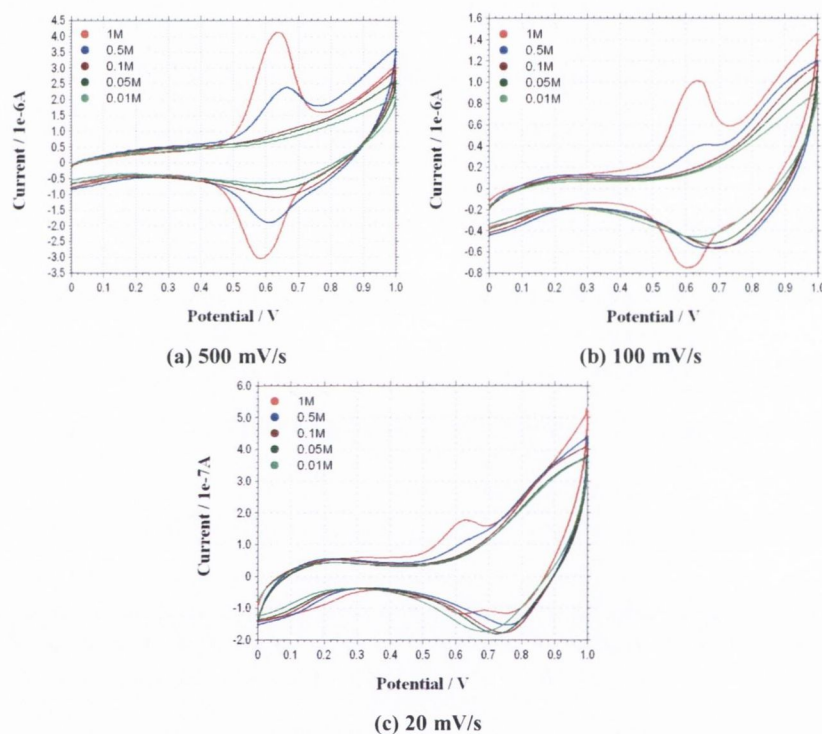 Current / 1e-6A
4.5
4.0
3.5
3.0
2.5
2.0
1.5
1.0
0.5
0
-0.5
-1.0
-1.5
-2.0
-2.5
-3.0
-3.5
1M
0.5M
0.1M
0.05M
0.01M
0 0.1 0.2 0.3 0.4 0.5 0.6 0.7 0.8 0.9 1.0
Potential / V
(a) 500 mV/s
Current / 1e-6A
1.6
1.4
1.2
1.0
0.8
0.6
0.4
0.2
0
-0.2
-0.4
-0.6
-0.8
1M
0.5M
0.1M
0.05M
0.01M
0 0.1 0.2 0.3 0.4 0.5 0.6 0.7 0.8 0.9 1.0
Potential / V
(b) 100 mV/s
Current / 1e-7A
6.0
5.0
4.0
3.0
2.0
1.0
0
-1.0
-2.0
1M
0.5M
0.1M
0.05M
0.01M
0 0.1 0.2 0.3 0.4 0.5 0.6 0.7 0.8 0.9 1.0
Potential / V
(c) 20 mV/s